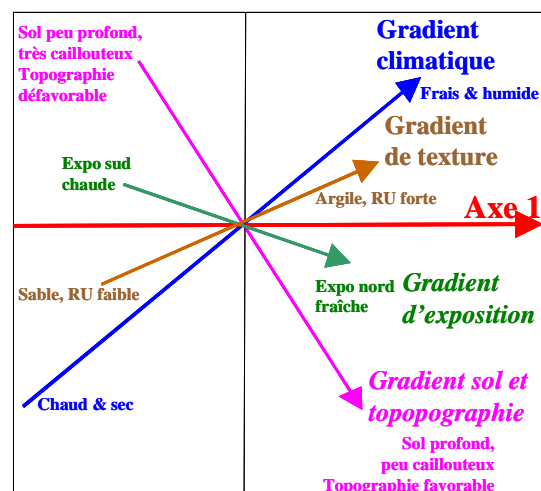 Sol peu profond,
très caillouteux
Topographie
défavorable
Gradient
climatique
Frais & humide
Gradient
de texture
Expo sud
chaude
Argile, RU forte
Axe 1
Sable, RU faible
Expo nord
fraîche
Gradient
d'exposition
Chaud & sec
Gradient sol et
topopographie
Sol profond,
peu caillouteux
Topographie favorable